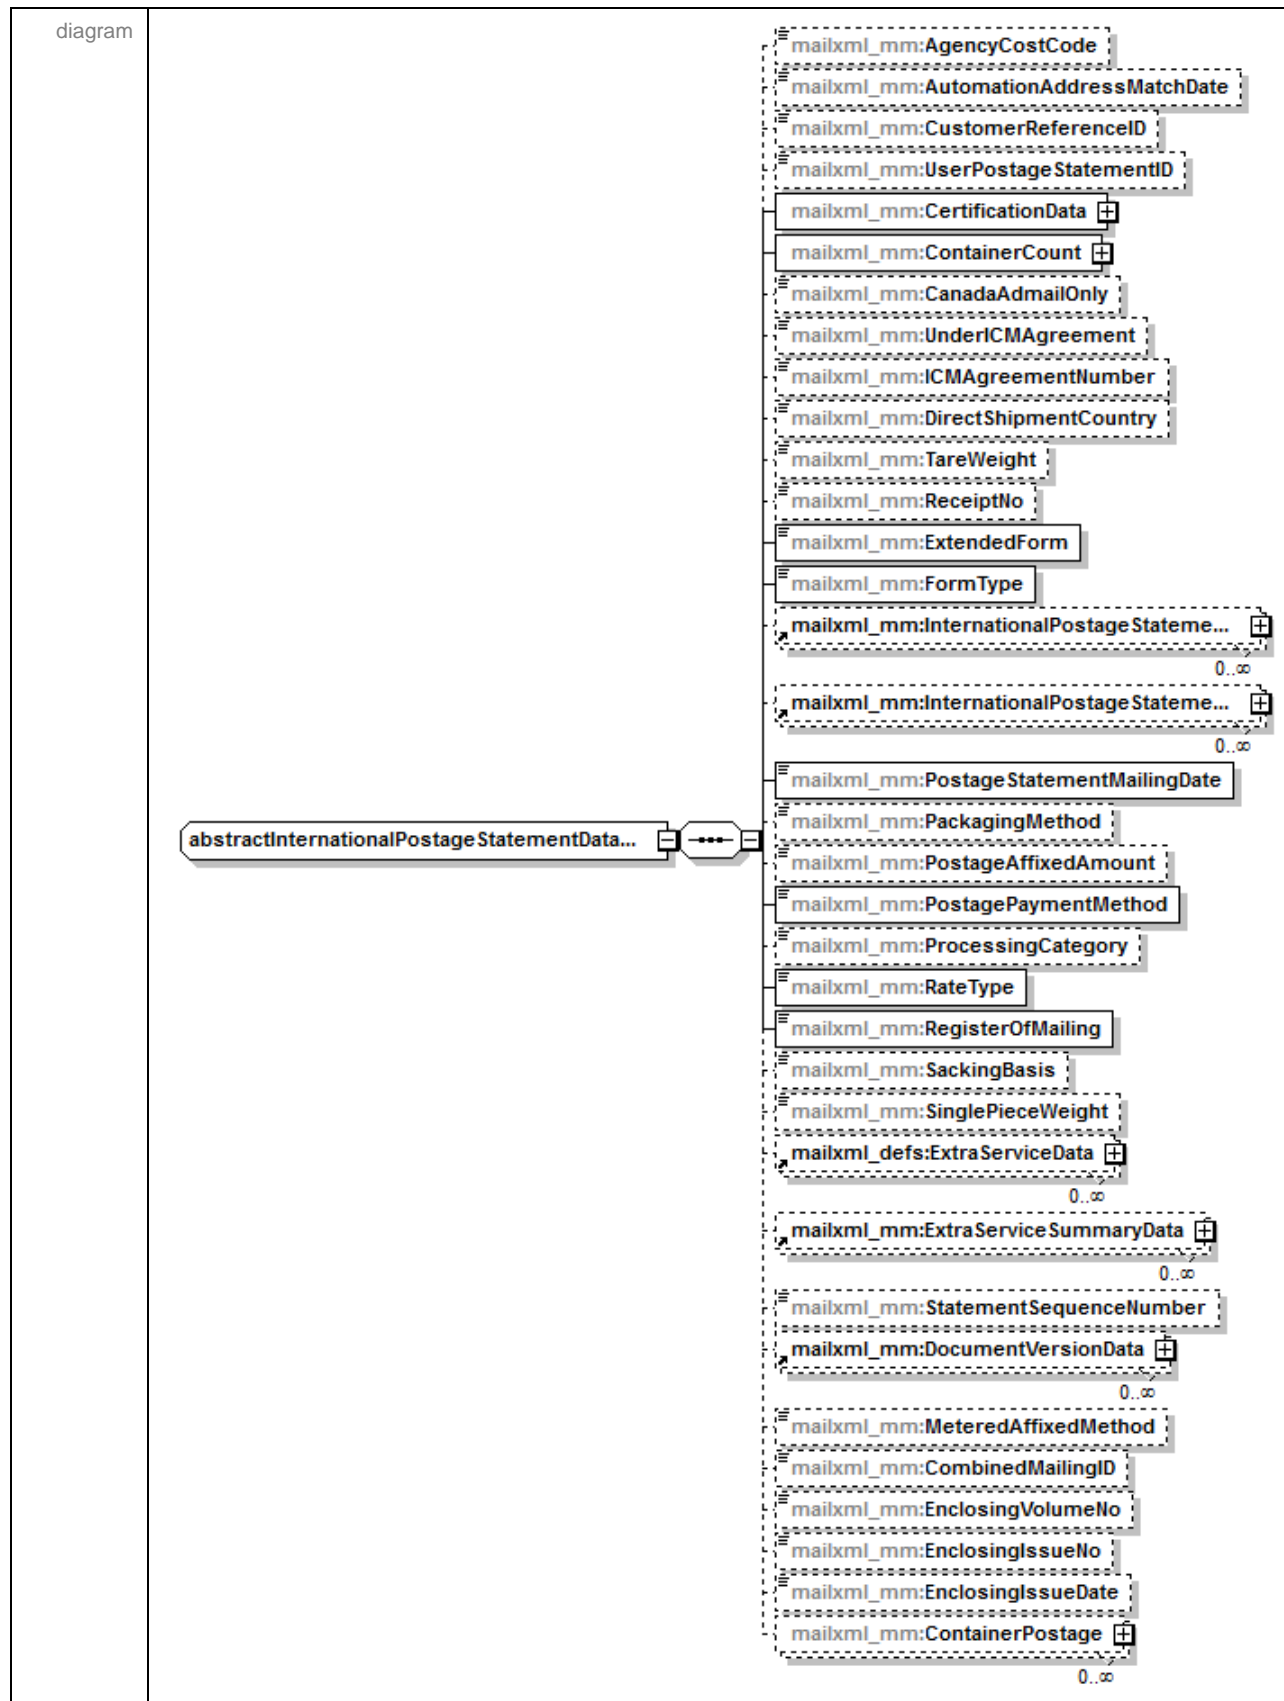 diagram
mailxml_mm:AgencyCostCode
mailxml_mm:AutomationAddressMatchDate
mailxml_mm:CustomerReferenceID
mailxml_mm:UserPostageStatementID
mailxml_mm:CertificationData
mailxml_mm:ContainerCount
mailxml_mm:CanadaAdmailOnly
mailxml_mm:UnderICMAgreement
mailxml_mm:ICMAgreementNumber
mailxml_mm:DirectShipmentCountry
mailxml_mm:TareWeight
mailxml_mm:ReceiptNo
mailxml_mm:ExtendedForm
mailxml_mm:FormType
mailxml_mm:InternationalPostageStateme...
0..∞
mailxml_mm:InternationalPostageStateme...
0..∞
mailxml_mm:PostageStatementMailingDate
mailxml_mm:PackagingMethod
abstractInternationalPostageStatementData...
mailxml_mm:PostageAffixedAmount
mailxml_mm:PostagePaymentMethod
mailxml_mm:ProcessingCategory
mailxml_mm:RateType
mailxml_mm:RegisterOfMailing
mailxml_mm:SackingBasis
mailxml_mm:SinglePieceWeight
mailxml_defs:ExtraServiceData
0..∞
mailxml_mm:ExtraServiceSummaryData
0..∞
mailxml_mm:StatementSequenceNumber
mailxml_mm:DocumentVersionData
0..∞
mailxml_mm:MeteredAffixedMethod
mailxml_mm:CombinedMailingID
mailxml_mm:EnclosingVolumeNo
mailxml_mm:EnclosingIssueNo
mailxml_mm:EnclosingIssueDate
mailxml_mm:ContainerPostage
0..∞